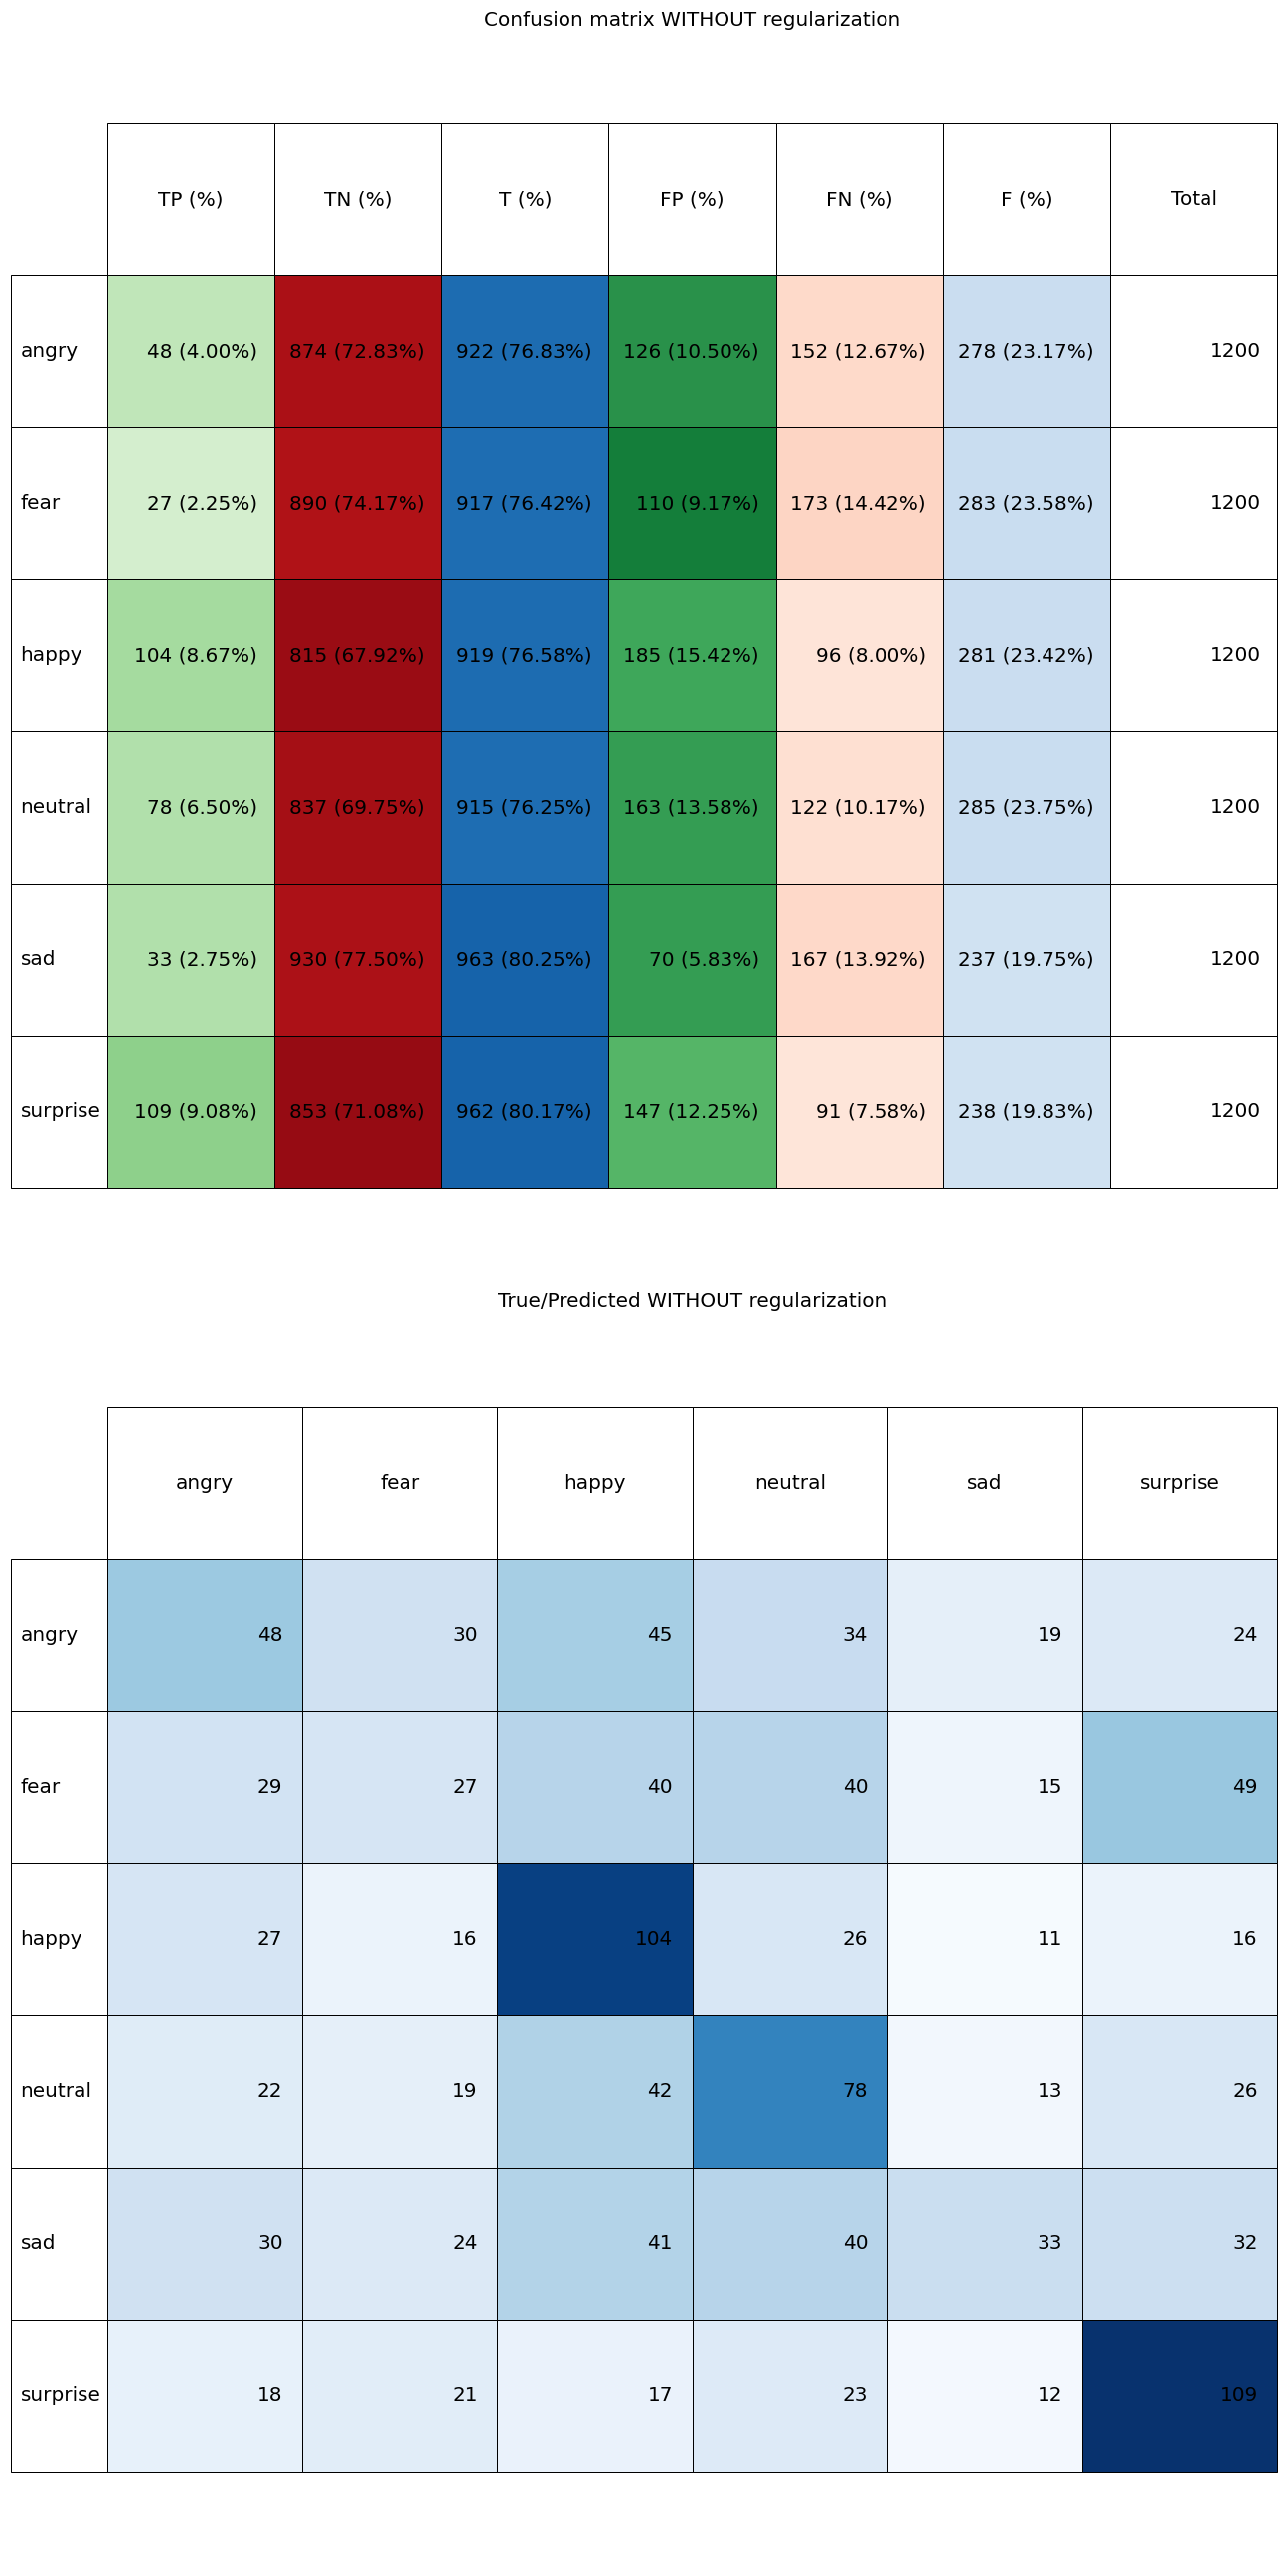 Confusion matrix WITHOUT regularization
TP (%) TN (%) T (%) FP (%) FN (%) F (%) Total
angry 48 (4.00%) 874 (72.83%) 922 (76.83%) 126 (10.50%) 152 (12.67%) 278 (23.17%) 1200
fear 27 (2.25%) 890 (74.17%) 917 (76.42%) 110 (9.17%) 173 (14.42%) 283 (23.58%) 1200
happy 104 (8.67%) 815 (67.92%) 919 (76.58%) 185 (15.42%) 96 (8.00%) 281 (23.42%) 1200
neutral 78 (6.50%) 837 (69.75%) 915 (76.25%) 163 (13.58%) 122 (10.17%) 285 (23.75%) 1200
sad 33 (2.75%) 930 (77.50%) 963 (80.25%) 70 (5.83%) 167 (13.92%) 237 (19.75%) 1200
surprise 109 (9.08%) 853 (71.08%) 962 (80.17%) 147 (12.25%) 91 (7.58%) 238 (19.83%) 1200
True/Predicted WITHOUT regularization
angry fear happy neutral sad surprise
angry 48 30 45 34 19 24
fear 29 27 40 40 15 49
happy 27 16 104 26 11 16
neutral 22 19 42 78 13 26
sad 30 24 41 40 33 32
surprise 18 21 17 23 12 109